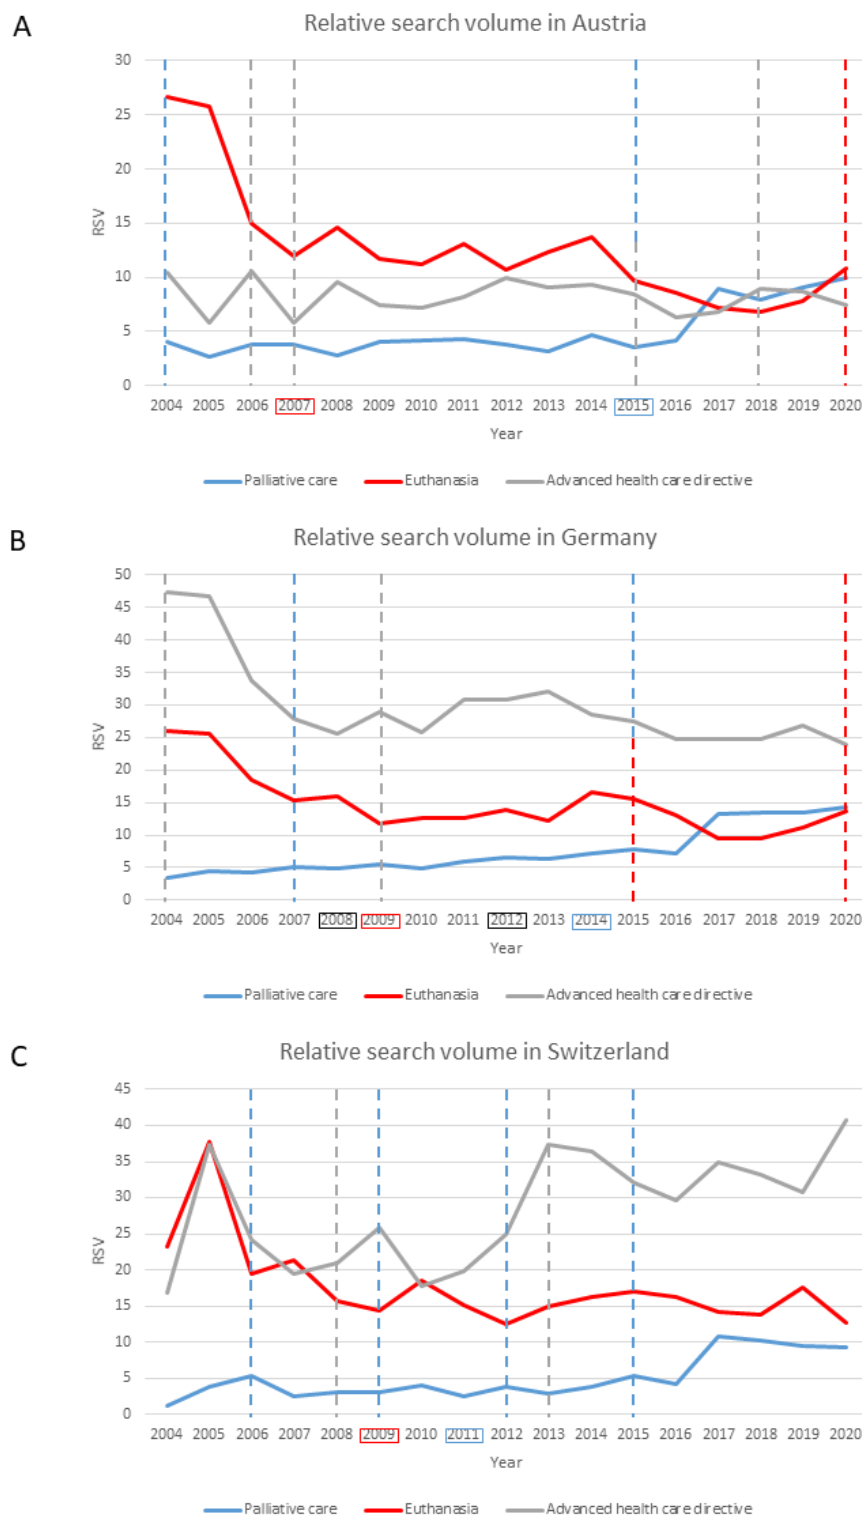 A
Relative search volume in Austria
30
25
20
15
10
5
0
RSV
2004 2005 2006 2007 2008 2009 2010 2011 2012 2013 2014 2015 2016 2017 2018 2019 2020
Year
Palliative care Euthanasia Advanced health care directive
B
Relative search volume in Germany
50
45
40
35
30
25
20
15
10
5
0
RSV
2004 2005 2006 2007 2008 2009 2010 2011 2012 2013 2014 2015 2016 2017 2018 2019 2020
Year
Palliative care Euthanasia Advanced health care directive
C
Relative search volume in Switzerland
45
40
35
30
25
20
15
10
5
0
RSV
2004 2005 2006 2007 2008 2009 2010 2011 2012 2013 2014 2015 2016 2017 2018 2019 2020
Year
Palliative care Euthanasia Advanced health care directive